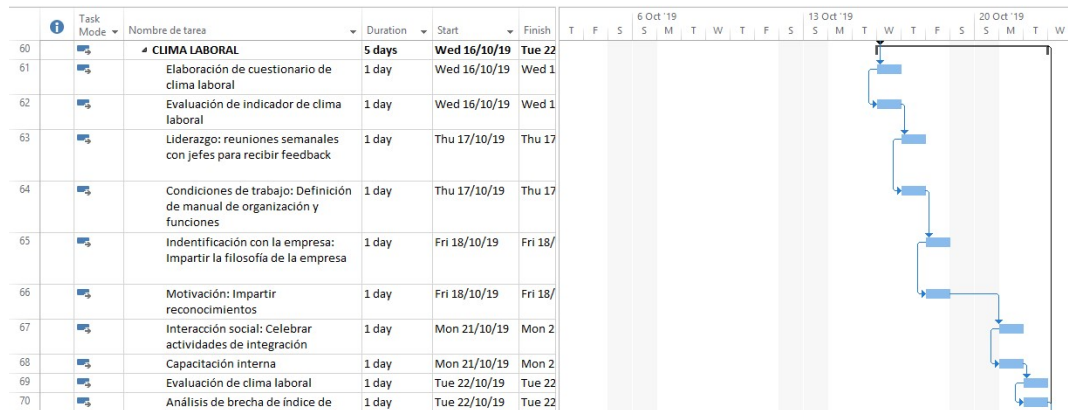 6 Oct '19 13 Oct '19 20 Oct '19
Task
Mode Nombre de tarea Duration Start Finish T F S S M T W T F S S M T W T F S S M T W
60 CLIMA LABORAL 5 days Wed 16/10/19 Tue 22
61 Elaboración de cuestionario de 1 day Wed 16/10/19 Wed 1
clima laboral
62 Evaluación de indicador de clima 1 day Wed 16/10/19 Wed 1
laboral
63 Liderazgo: reuniones semanales 1 day Thu 17/10/19 Thu 17
con jefes para recibir feedback
64 Condiciones de trabajo: Definición 1 day Thu 17/10/19 Thu 17
de manual de organización y
funciones
65 Indentificación con la empresa: 1 day Fri 18/10/19 Fri 18/
Impartir la filosofía de la empresa
66 Motivación: Impartir 1 day Fri 18/10/19 Fri 18/
reconocimientos
67 Interacción social: Celebrar 1 day Mon 21/10/19 Mon 2
actividades de integración
68 Capacitación interna 1 day Mon 21/10/19 Mon 2
69 Evaluación de clima laboral 1 day Tue 22/10/19 Tue 22
70 Análisis de brecha de índice de 1 day Tue 22/10/19 Tue 22